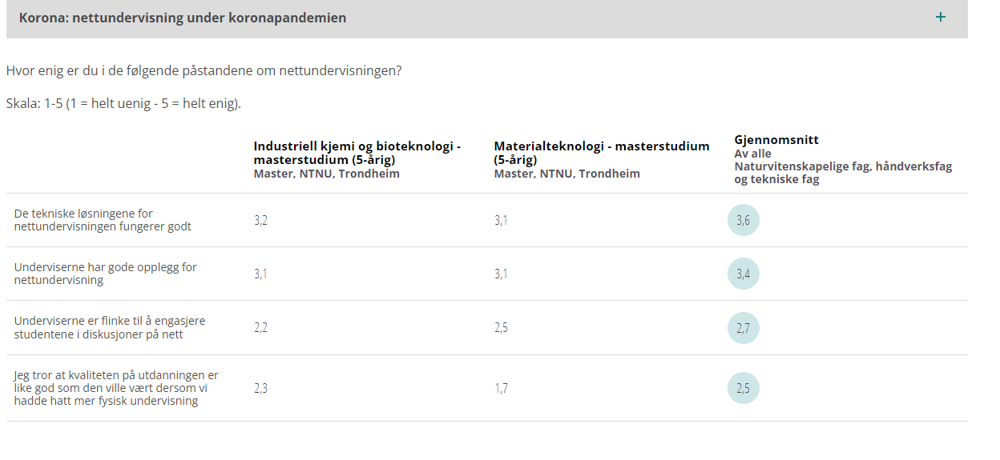 Korona: nettundervisning under koronapandemien +
Hvor enig er du i de følgende påstandene om nettundervisningen?
Skala: 1-5 (1 = helt uenig - 5 = helt enig).
Industriell kjemi og bioteknologi -
masterstudium (5-årig)
Master, NTNU, Trondheim
Materialteknologi - masterstudium
(5-årig)
Master, NTNU, Trondheim
Gjennomsnitt
Av alle
Naturvitenskapelige fag, håndverksfag
og tekniske fag
De tekniske løsningene for
nettundervisningen fungerer godt
3,2
3,1
3,6
Underviserne har gode opplegg for
nettundervisning
3,1
3,1
3,4
Underviserne er flinke til å engasjere
studentene i diskusjoner på nett
2,2
2,5
2,7
Jeg tror at kvaliteten på utdanningen er
like god som den ville vært dersom vi
hadde hatt mer fysisk undervisning
2,3
1,7
2,5